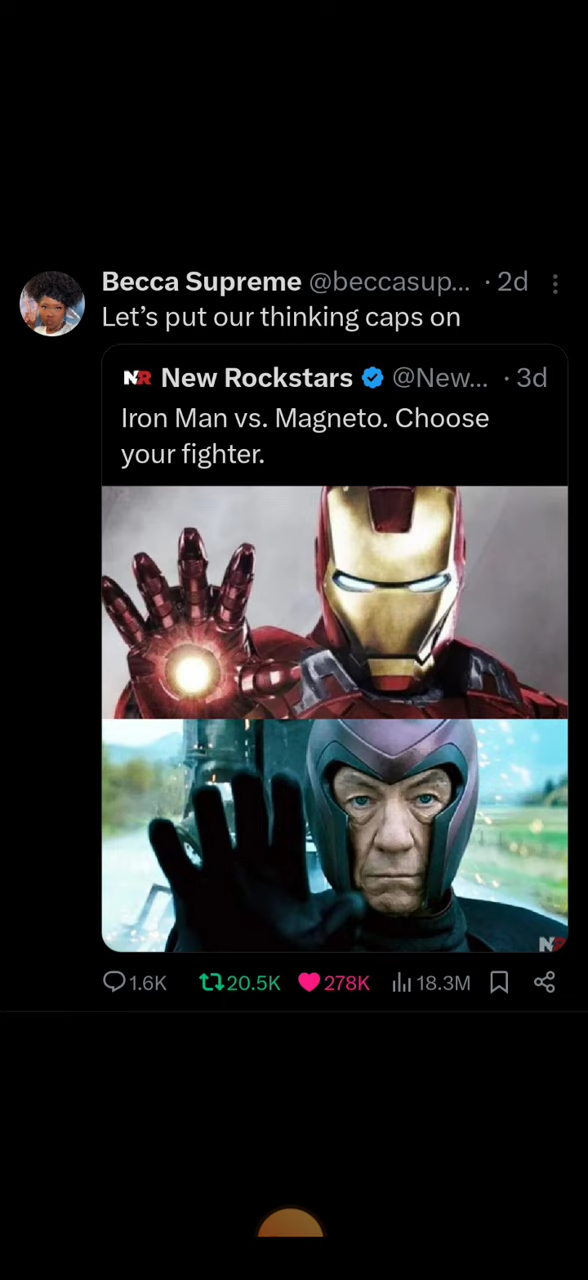 Becca Supreme @beccasup... · 2d
Let's put our thinking caps on
NR New Rockstars @New... · 3d
Iron Man vs. Magneto. Choose
your fighter.
NR
1.6K 20.5K 278K 18.3M